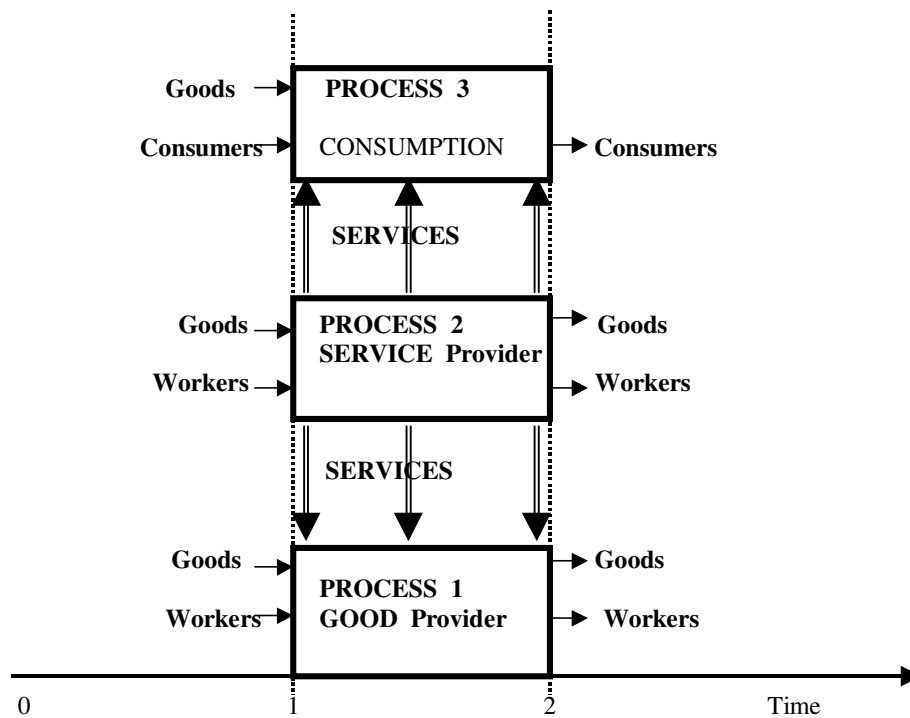 Goods
PROCESS 3
Consumers
CONSUMPTION
Consumers
SERVICES
Goods
PROCESS 2
Goods
SERVICE Provider
Workers
Workers
SERVICES
Goods
Goods
PROCESS 1
Workers
GOOD Provider
Workers
0
1
2
Time